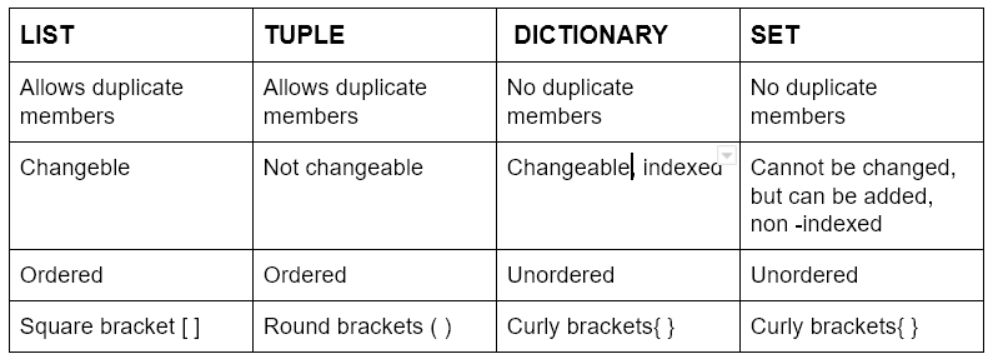 LIST TUPLE DICTIONARY SET
Allows duplicate members Allows duplicate members No duplicate members No duplicate members
Changeble Not changeable Changeable, indexed Cannot be changed, but can be added, non -indexed
Ordered Ordered Unordered Unordered
Square bracket [ ] Round brackets ( ) Curly brackets{ } Curly brackets{ }